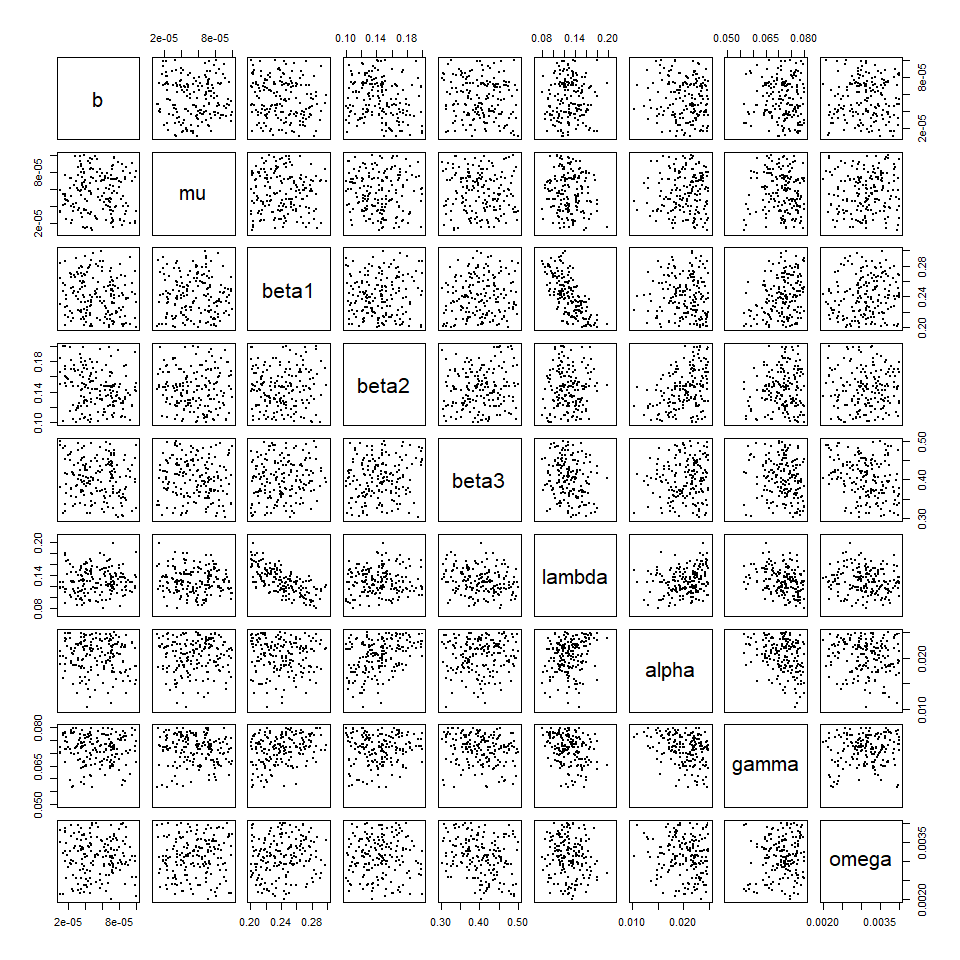 2e-05 8e-05 0.10 0.14 0.18 0.08 0.14 0.20 0.050 0.065 0.080
b 2e-05 8e-05
2e-05 8e-05 mu
beta1 0.20 0.24 0.28
0.10 0.14 0.18 beta2
beta3 0.30 0.40 0.50
0.08 0.14 0.20 lambda
alpha 0.010 0.020
0.050 0.065 0.080 gamma
omega 0.0020 0.0035
2e-05 8e-05 0.20 0.24 0.28 0.30 0.40 0.50 0.010 0.020 0.0020 0.0035